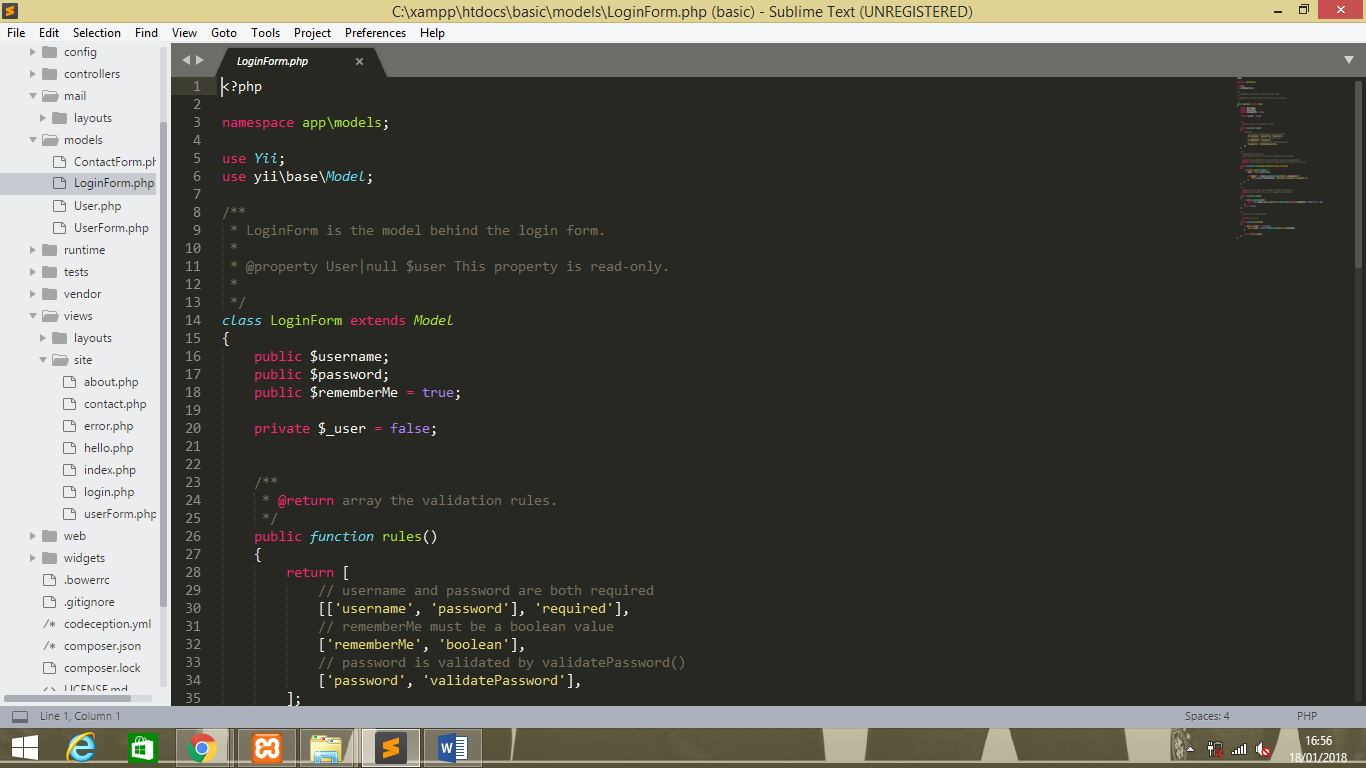 C:\xampp\htdocs\basic\models\LoginForm.php (basic) - Sublime Text (UNREGISTERED)
File Edit Selection Find View Goto Tools Project Preferences Help
config
controllers
mail
layouts
models
ContactForm.ph
LoginForm.php
User.php
UserForm.php
runtime
tests
vendor
views
layouts
site
about.php
contact.php
error.php
hello.php
index.php
login.php
userForm.php
web
widgets
.bowerrc
.gitignore
/* codeception.yml
/* composer.json
composer.lock
<> LICENSE.md
LoginForm.php ×
1 <?php
2
3 namespace app\models;
4
5 use Yii;
6 use yii\base\Model;
7
8 /**
9 * LoginForm is the model behind the login form.
10 *
11 * @property User|null $user This property is read-only.
12 *
13 */
14 class LoginForm extends Model
15 {
16 public $username;
17 public $password;
18 public $rememberMe = true;
19
20 private $_user = false;
21
22
23 /**
24 * @return array the validation rules.
25 */
26 public function rules()
27 {
28 return [
29 // username and password are both required
30 [['username', 'password'], 'required'],
31 // rememberMe must be a boolean value
32 ['rememberMe', 'boolean'],
33 // password is validated by validatePassword()
34 ['password', 'validatePassword'],
35 ];
Line 1, Column 1
Spaces: 4 PHP
16:56
18/01/2018